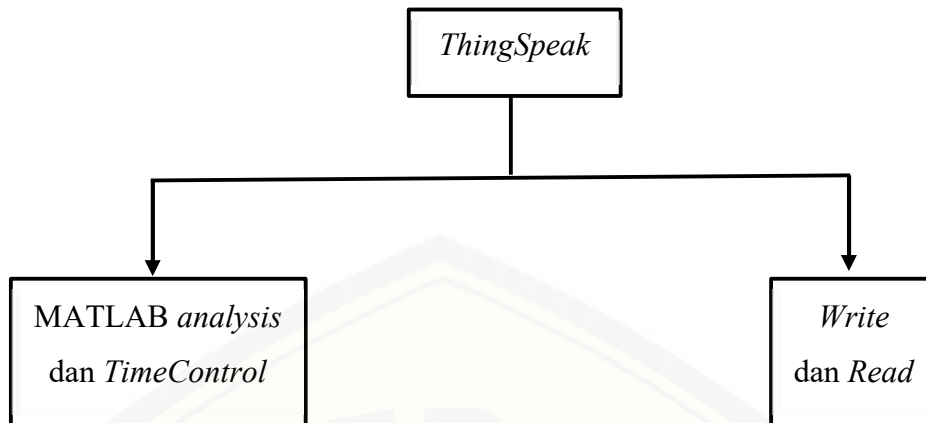 ThingSpeak
MATLAB analysis
dan TimeControl
Write
dan Read